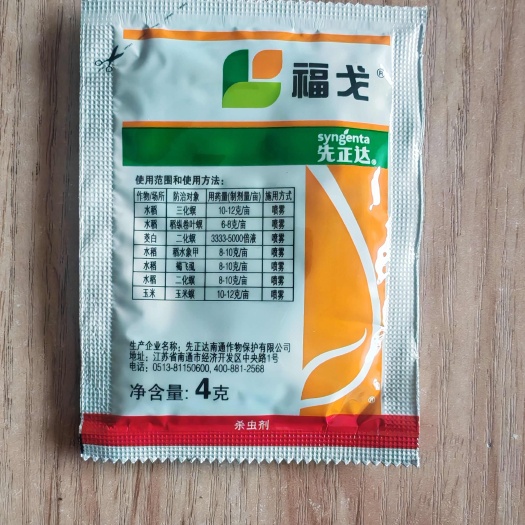 福戈®
syngenta
先正达®
使用范围和使用方法：
作物/场所 防治对象 用药量(制剂量/亩) 施用方式
水稻 三化螟 10-12克/亩 喷雾
水稻 稻纵卷叶螟 6-8克/亩 喷雾
茭白 二化螟 3333-5000倍液 喷雾
水稻 稻水象甲 8-10克/亩 喷雾
水稻 褐飞虱 8-10克/亩 喷雾
水稻 二化螟 8-10克/亩 喷雾
玉米 玉米螟 10-12克/亩 喷雾
生产企业名称：先正达南通作物保护有限公司
地址：江苏省南通市经济开发区中央路1号
电话：0513-81150600, 400-881-2568
净含量：4克
杀虫剂